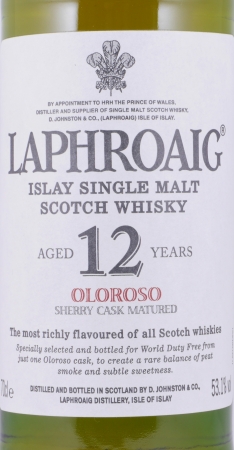 BY APPOINTMENT TO HRH THE PRINCE OF WALES,
DISTILLER AND SUPPLIER OF SINGLE MALT SCOTCH WHISKY,
D. JOHNSTON & CO., (LAPHROAIG) ISLE OF ISLAY.
LAPHROAIG®
ISLAY SINGLE MALT
SCOTCH WHISKY
AGED 12 YEARS
OLOROSO
SHERRY CASK MATURED
The most richly flavoured of all Scotch whiskies
Specially selected and bottled for World Duty Free from
just one Oloroso cask, to create a rare balance of peat
smoke and subtle sweetness.
70cl e
DISTILLED AND BOTTLED IN SCOTLAND BY D. JOHNSTON & CO.,
LAPHROAIG DISTILLERY, ISLE OF ISLAY